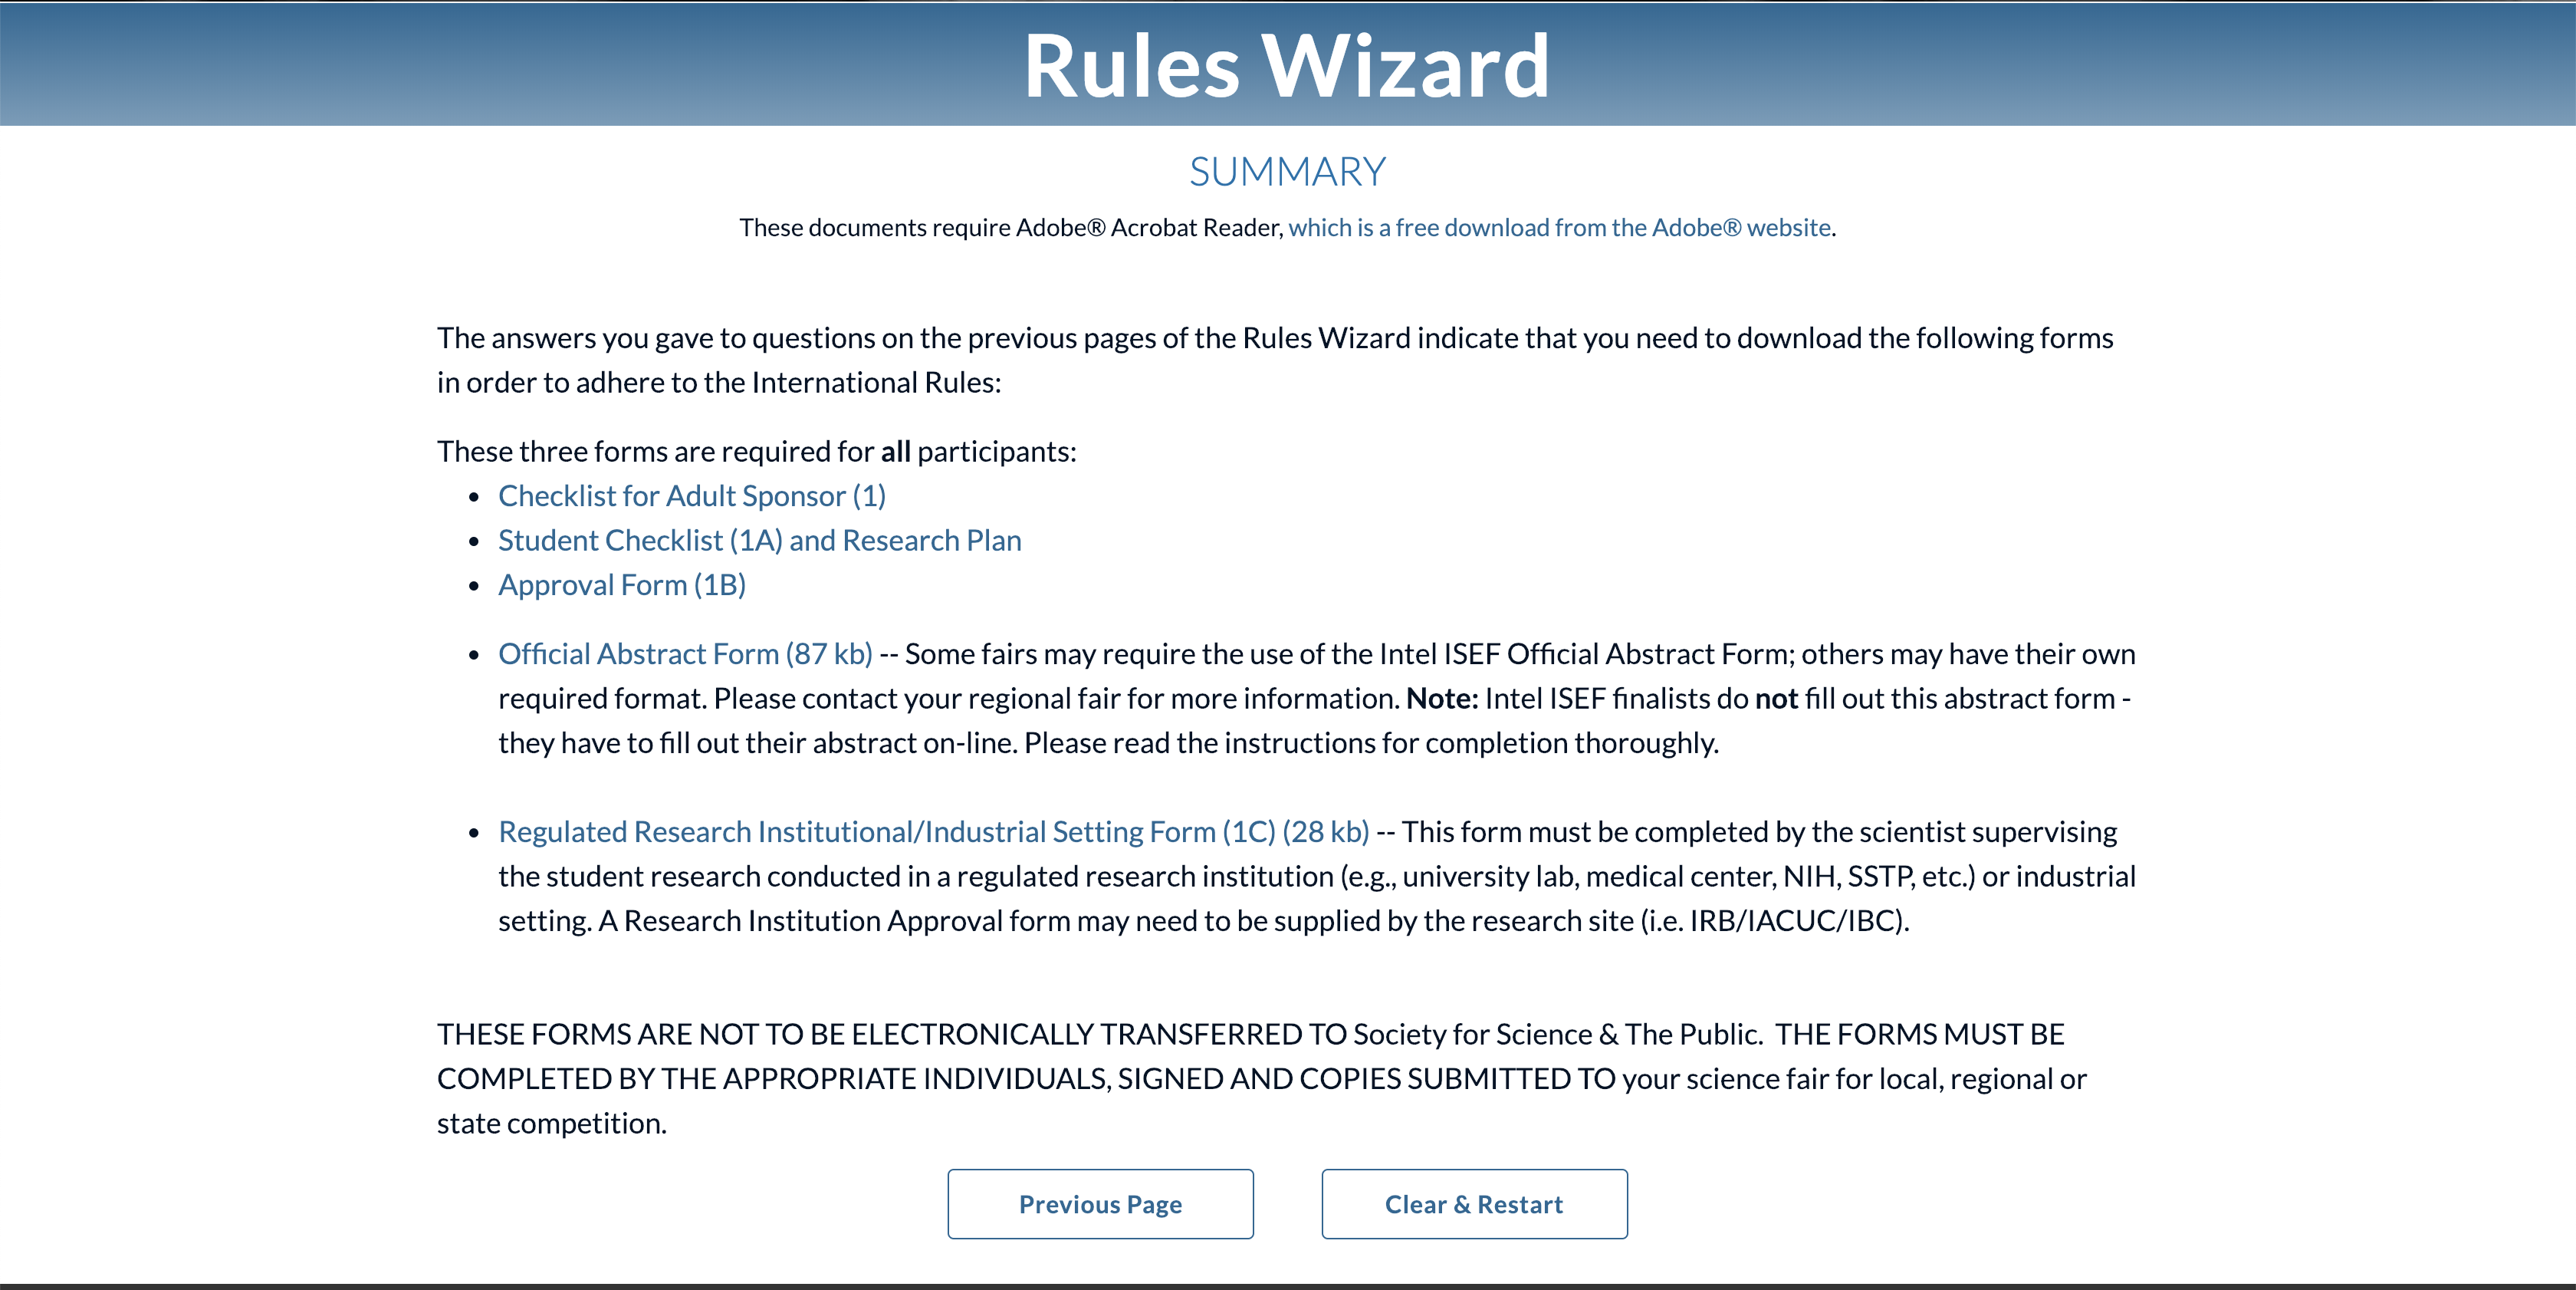 Rules Wizard
SUMMARY
These documents require Adobe® Acrobat Reader, which is a free download from the Adobe® website.
The answers you gave to questions on the previous pages of the Rules Wizard indicate that you need to download the following forms
in order to adhere to the International Rules:
These three forms are required for all participants:
• Checklist for Adult Sponsor (1)
• Student Checklist (1A) and Research Plan
• Approval Form (1B)
• Official Abstract Form (87 kb) -- Some fairs may require the use of the Intel ISEF Official Abstract Form; others may have their own
required format. Please contact your regional fair for more information. Note: Intel ISEF finalists do not fill out this abstract form -
they have to fill out their abstract on-line. Please read the instructions for completion thoroughly.
• Regulated Research Institutional/Industrial Setting Form (1C) (28 kb) -- This form must be completed by the scientist supervising
the student research conducted in a regulated research institution (e.g., university lab, medical center, NIH, SSTP, etc.) or industrial
setting. A Research Institution Approval form may need to be supplied by the research site (i.e. IRB/IACUC/IBC).
THESE FORMS ARE NOT TO BE ELECTRONICALLY TRANSFERRED TO Society for Science & The Public.  THE FORMS MUST BE
COMPLETED BY THE APPROPRIATE INDIVIDUALS, SIGNED AND COPIES SUBMITTED TO your science fair for local, regional or
state competition.
Previous Page
Clear & Restart